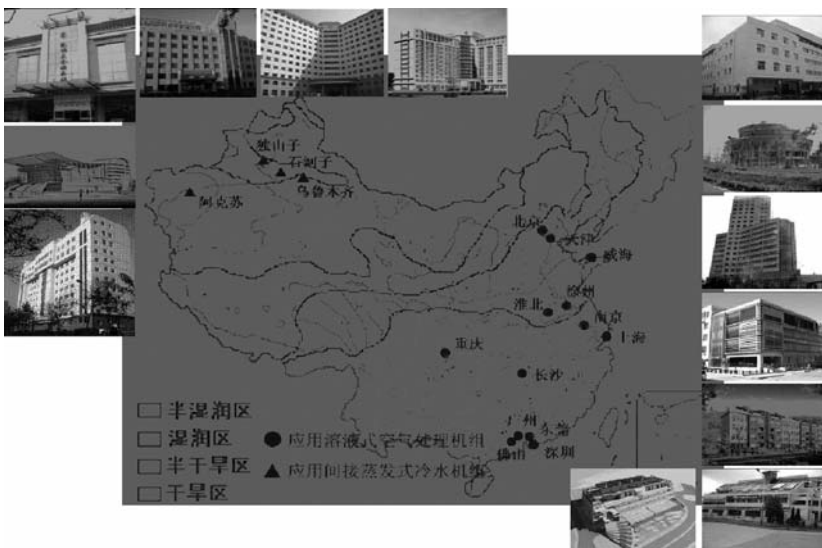 独山子
石河子
乌鲁木齐
阿克苏
北京
天津
威海
徐州
淮北
南京
上海
重庆
长沙
广州
东莞
佛山
深圳
半湿润区
湿润区
半干旱区
干旱区
应用溶液式空气处理机组
应用间接蒸发式冷水机组